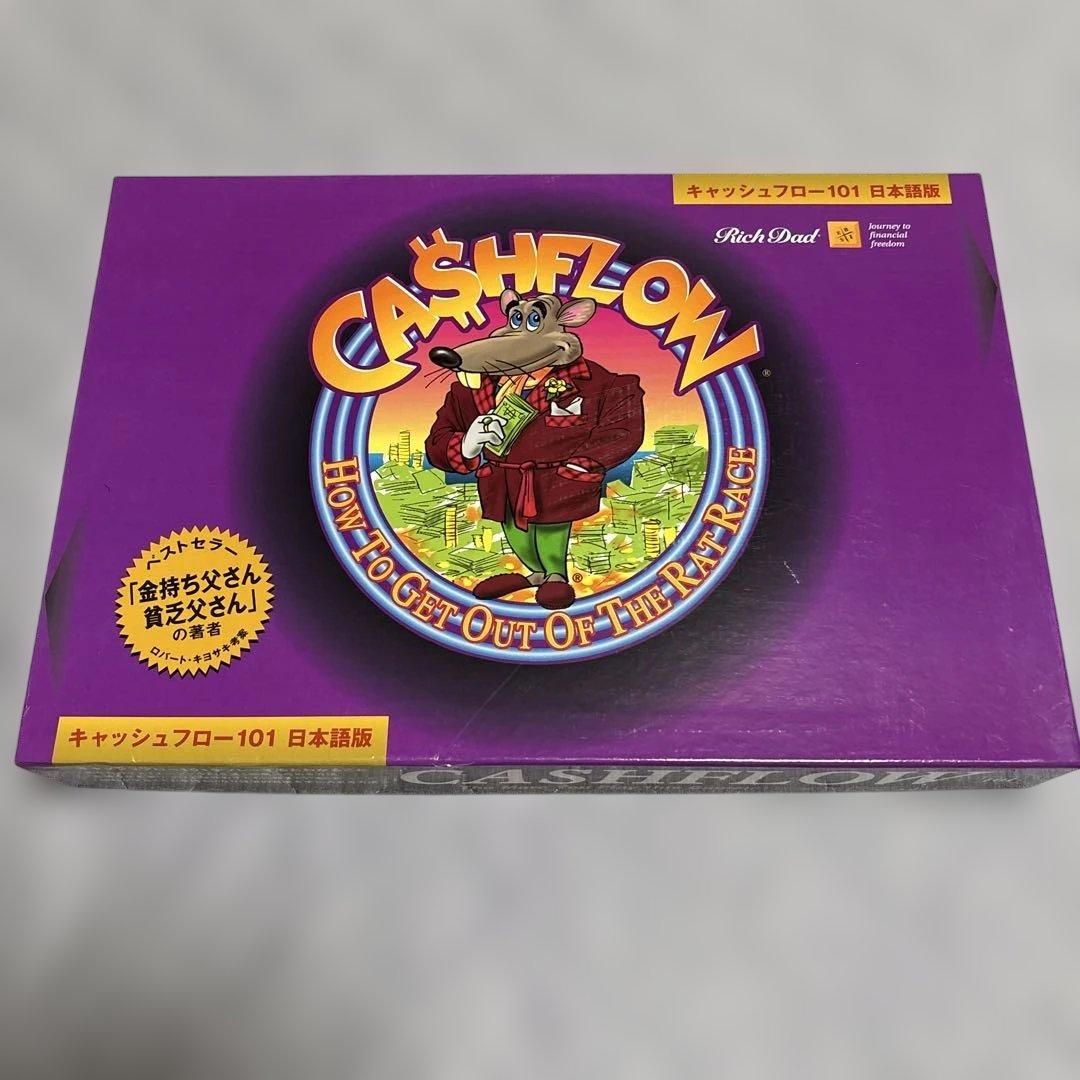 キャッシュフロー101 日本語版
Rich Dad
E B
S I
Journey to
financial
freedom
CA$HFLOW
®
HOW TO GET OUT OF THE RAT RACE
®
ベストセラー
「金持ち父さん
貧乏父さん」
の著者
ロバート・キヨサキ考案
キャッシュフロー101 日本語版
CASHFLOW